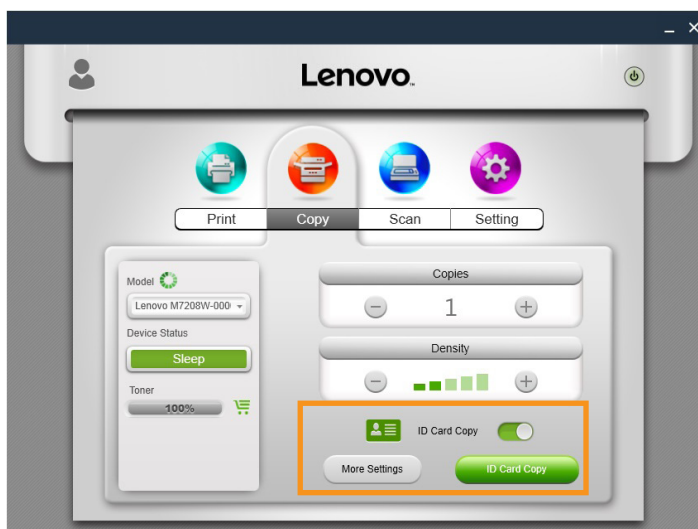 Lenovo
Print Copy Scan Setting
Model
Lenovo M7208W-000
Device Status
Sleep
Toner
100%
Copies
1
Density
ID Card Copy
More Settings ID Card Copy